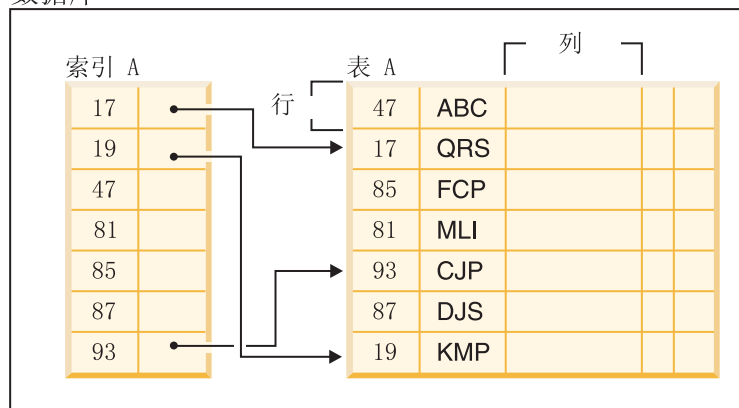 数据库
列
索引 A
表 A
行
17
19
47
81
85
87
93
47 ABC
17 QRS
85 FCP
81 MLI
93 CJP
87 DJS
19 KMP